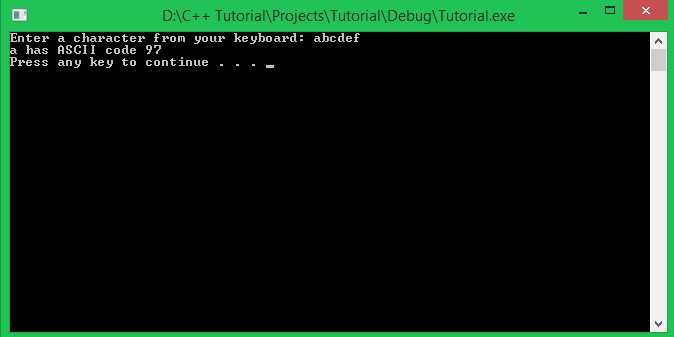 D:\C++ Tutorial\Projects\Tutorial\Debug\Tutorial.exe
Enter a character from your keyboard: abcdef
a has ASCII code 97
Press any key to continue . . . _